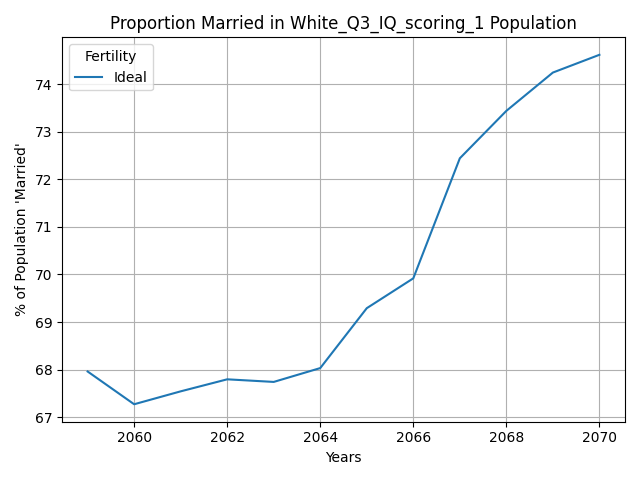 Proportion Married in White_Q3_IQ_scoring_1 Population
Fertility
Ideal
% of Population 'Married'
74
73
72
71
70
69
68
67
2060 2062 2064 2066 2068 2070
Years